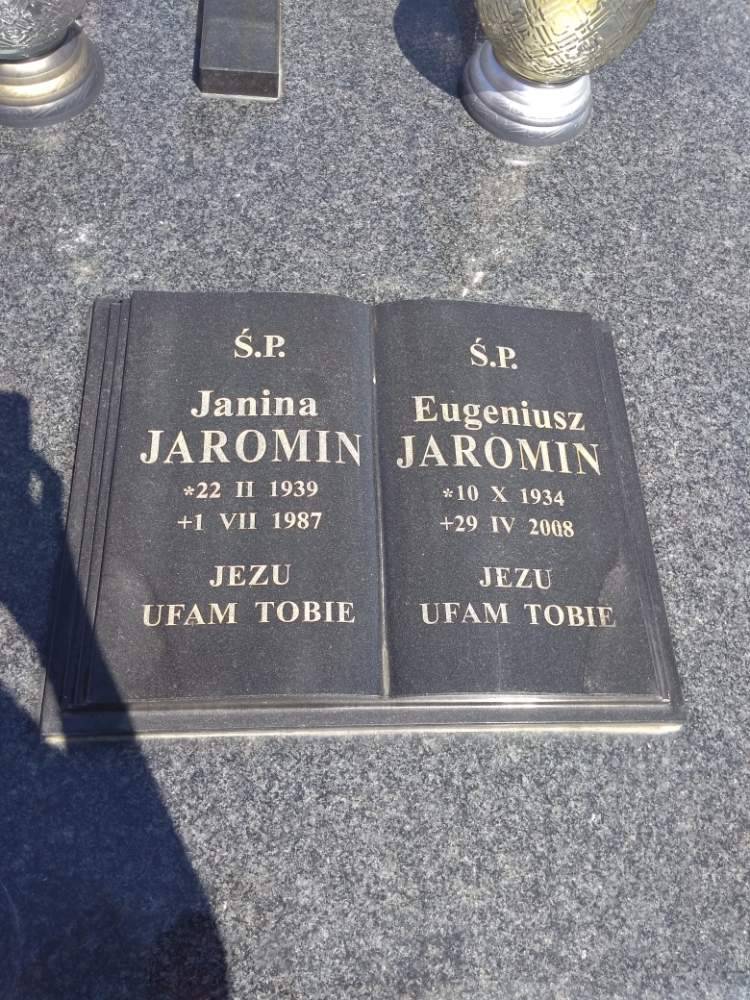 Ś.P.
Janina
JAROMIN
*22 II 1939
+1 VII 1987
JEZU
UFAM TOBIE
Ś.P.
Eugeniusz
JAROMIN
*10 X 1934
+29 IV 2008
JEZU
UFAM TOBIE